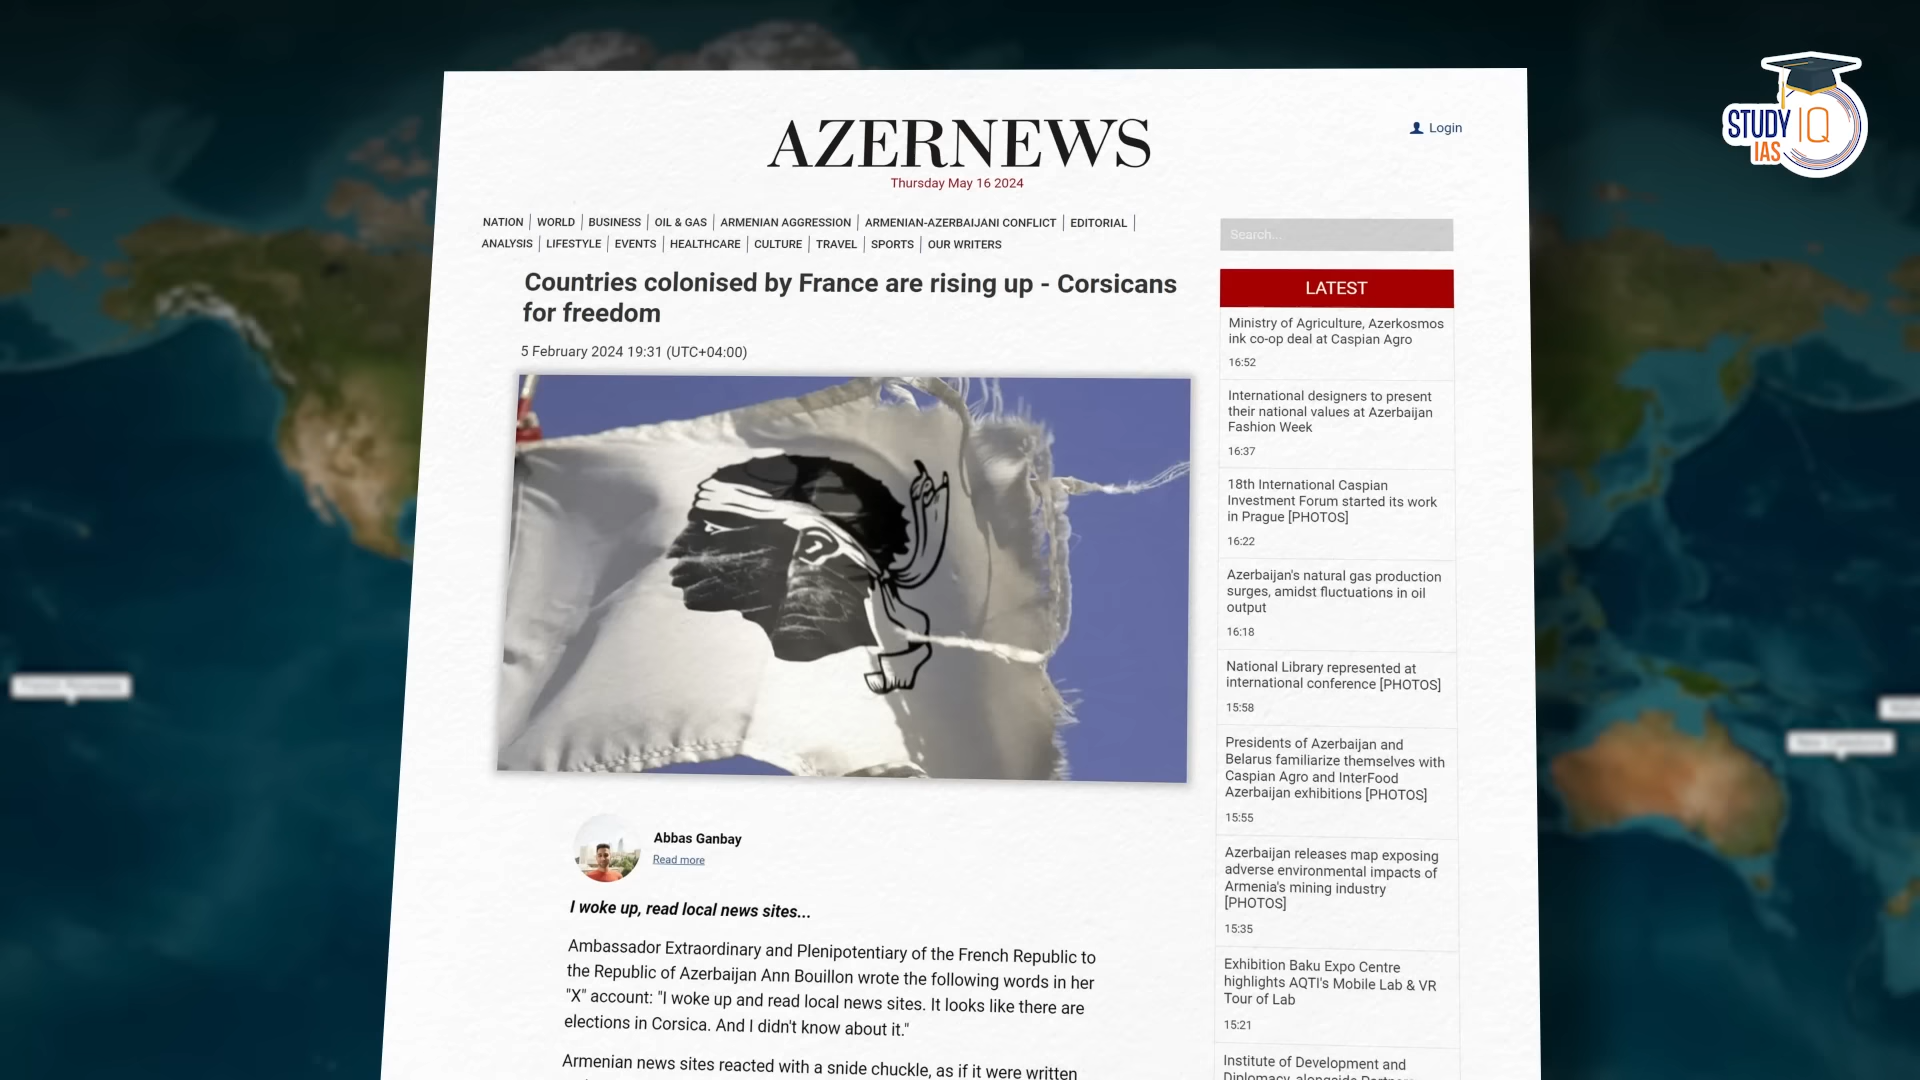 AZERNEWS
Thursday May 16 2024
Login
STUDY IQ
IAS
NATION | WORLD | BUSINESS | OIL & GAS | ARMENIAN AGGRESSION | ARMENIAN-AZERBAIJANI CONFLICT | EDITORIAL |
ANALYSIS | LIFESTYLE | EVENTS | HEALTHCARE | CULTURE | TRAVEL | SPORTS | OUR WRITERS
Search...
Countries colonised by France are rising up - Corsicans
for freedom
5 February 2024 19:31 (UTC+04:00)
Abbas Ganbay
Read more
I woke up, read local news sites...
Ambassador Extraordinary and Plenipotentiary of the French Republic to
the Republic of Azerbaijan Ann Bouillon wrote the following words in her
"X" account: "I woke up and read local news sites. It looks like there are
elections in Corsica. And I didn't know about it."
Armenian news sites reacted with a snide chuckle, as if it were written
LATEST
Ministry of Agriculture, Azerkosmos
ink co-op deal at Caspian Agro
16:52
International designers to present
their national values at Azerbaijan
Fashion Week
16:37
18th International Caspian
Investment Forum started its work
in Prague [PHOTOS]
16:22
Azerbaijan's natural gas production
surges, amidst fluctuations in oil
output
16:18
National Library represented at
international conference [PHOTOS]
15:58
Presidents of Azerbaijan and
Belarus familiarize themselves with
Caspian Agro and InterFood
Azerbaijan exhibitions [PHOTOS]
15:55
Azerbaijan releases map exposing
adverse environmental impacts of
Armenia's mining industry
[PHOTOS]
15:35
Exhibition Baku Expo Centre
highlights AQTI's Mobile Lab & VR
Tour of Lab
15:21
Institute of Development and
Diplomacy, alongside